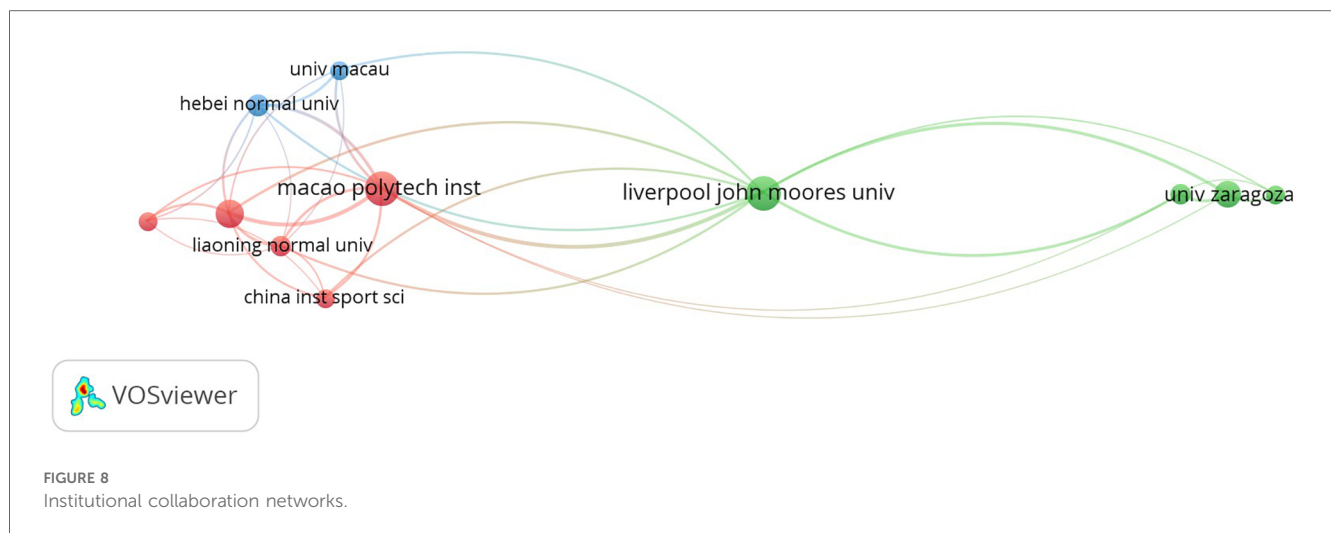 univ macau
hebei normal univ
macao polytech inst
liverpool john moores univ
univ zaragoza
liaoning normal univ
china inst sport sci
VOSviewer
FIGURE 8
Institutional collaboration networks.